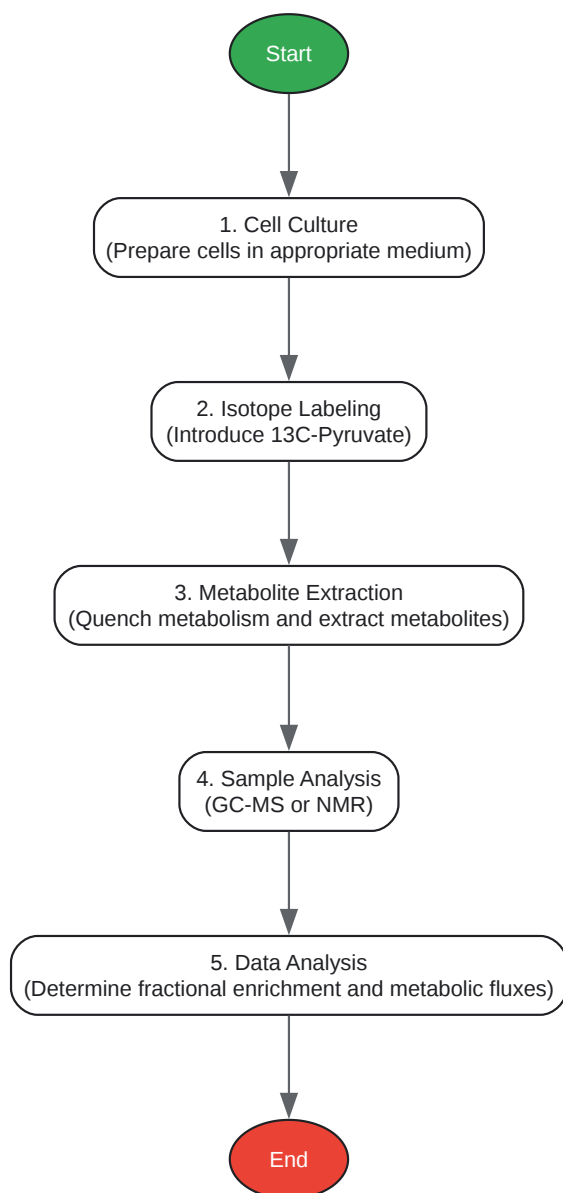 Start
1. Cell Culture
(Prepare cells in appropriate medium)
2. Isotope Labeling
(Introduce 13C-Pyruvate)
3. Metabolite Extraction
(Quench metabolism and extract metabolites)
4. Sample Analysis
(GC-MS or NMR)
5. Data Analysis
(Determine fractional enrichment and metabolic fluxes)
End